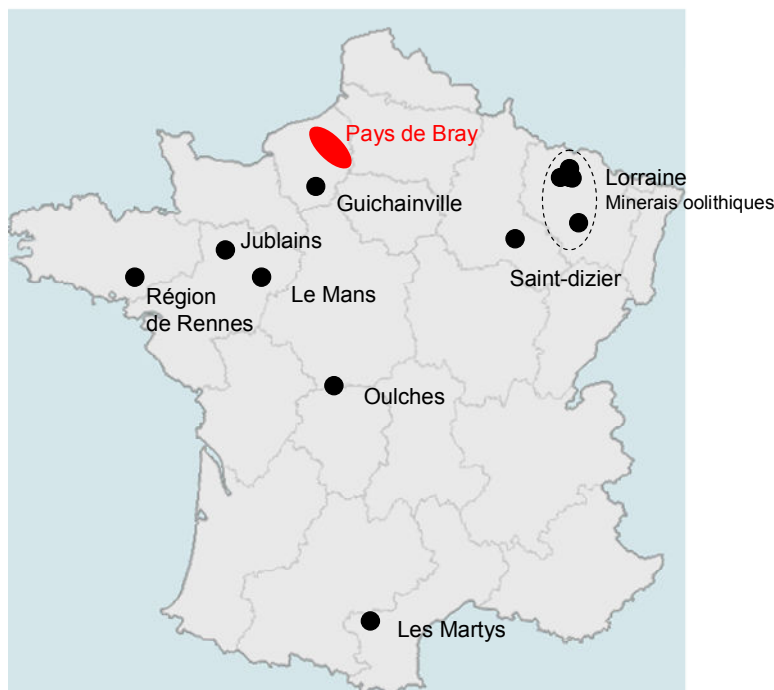 Pays de Bray
Lorraine
Minerais oolithiques
Guichainville
Jublains
Saint-dizier
Région
de Rennes
Le Mans
Oulches
Les Martys